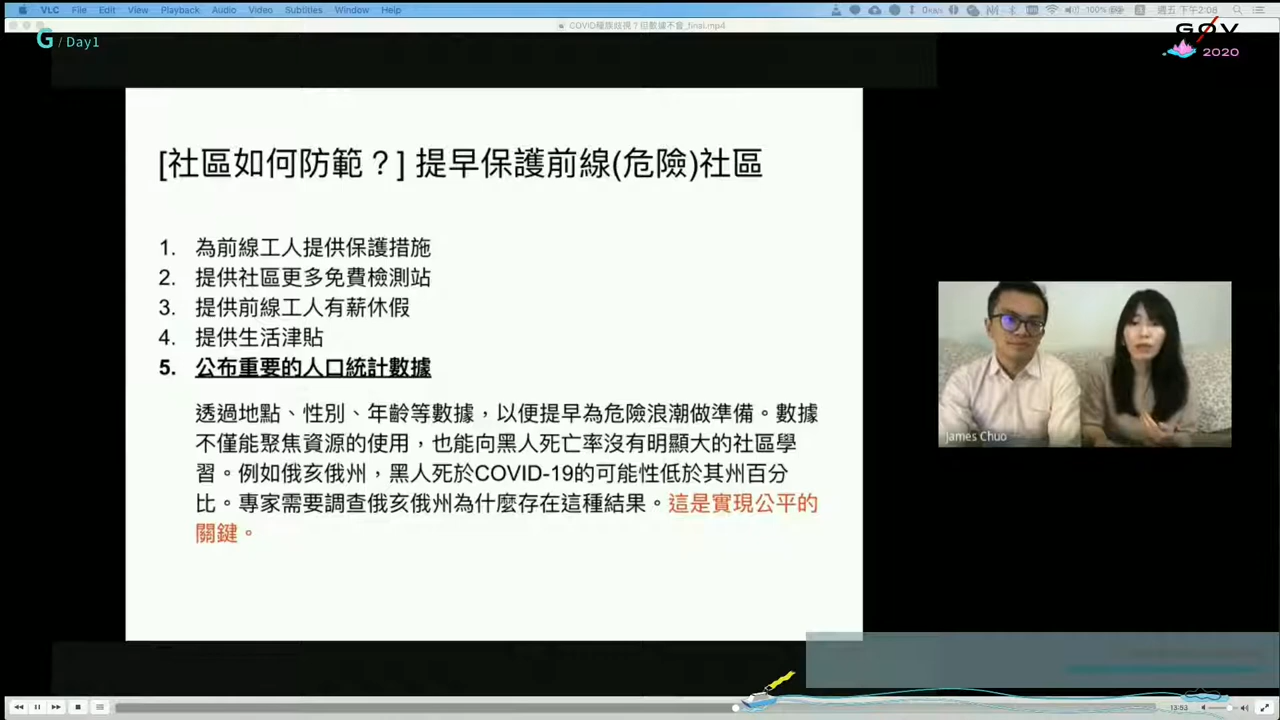 VLC File Edit View Playback Audio Video Subtitles Window Help
100%
週五 下午2:08
COVID種族歧視？但數據不會_final.mp4
G / Day1
G0V
2020
[社區如何防範？] 提早保護前線(危險)社區
1. 為前線工人提供保護措施
2. 提供社區更多免費檢測站
3. 提供前線工人有薪休假
4. 提供生活津貼
5. 公布重要的人口統計數據
透過地點、性別、年齡等數據，以便提早為危險浪潮做準備。數據
不僅能聚焦資源的使用，也能向黑人死亡率沒有明顯大的社區學
習。例如俄亥俄州，黑人死於COVID-19的可能性低於其州百分
比。專家需要調查俄亥俄州為什麼存在這種結果。這是實現公平的
關鍵。
James Chuo
13:53